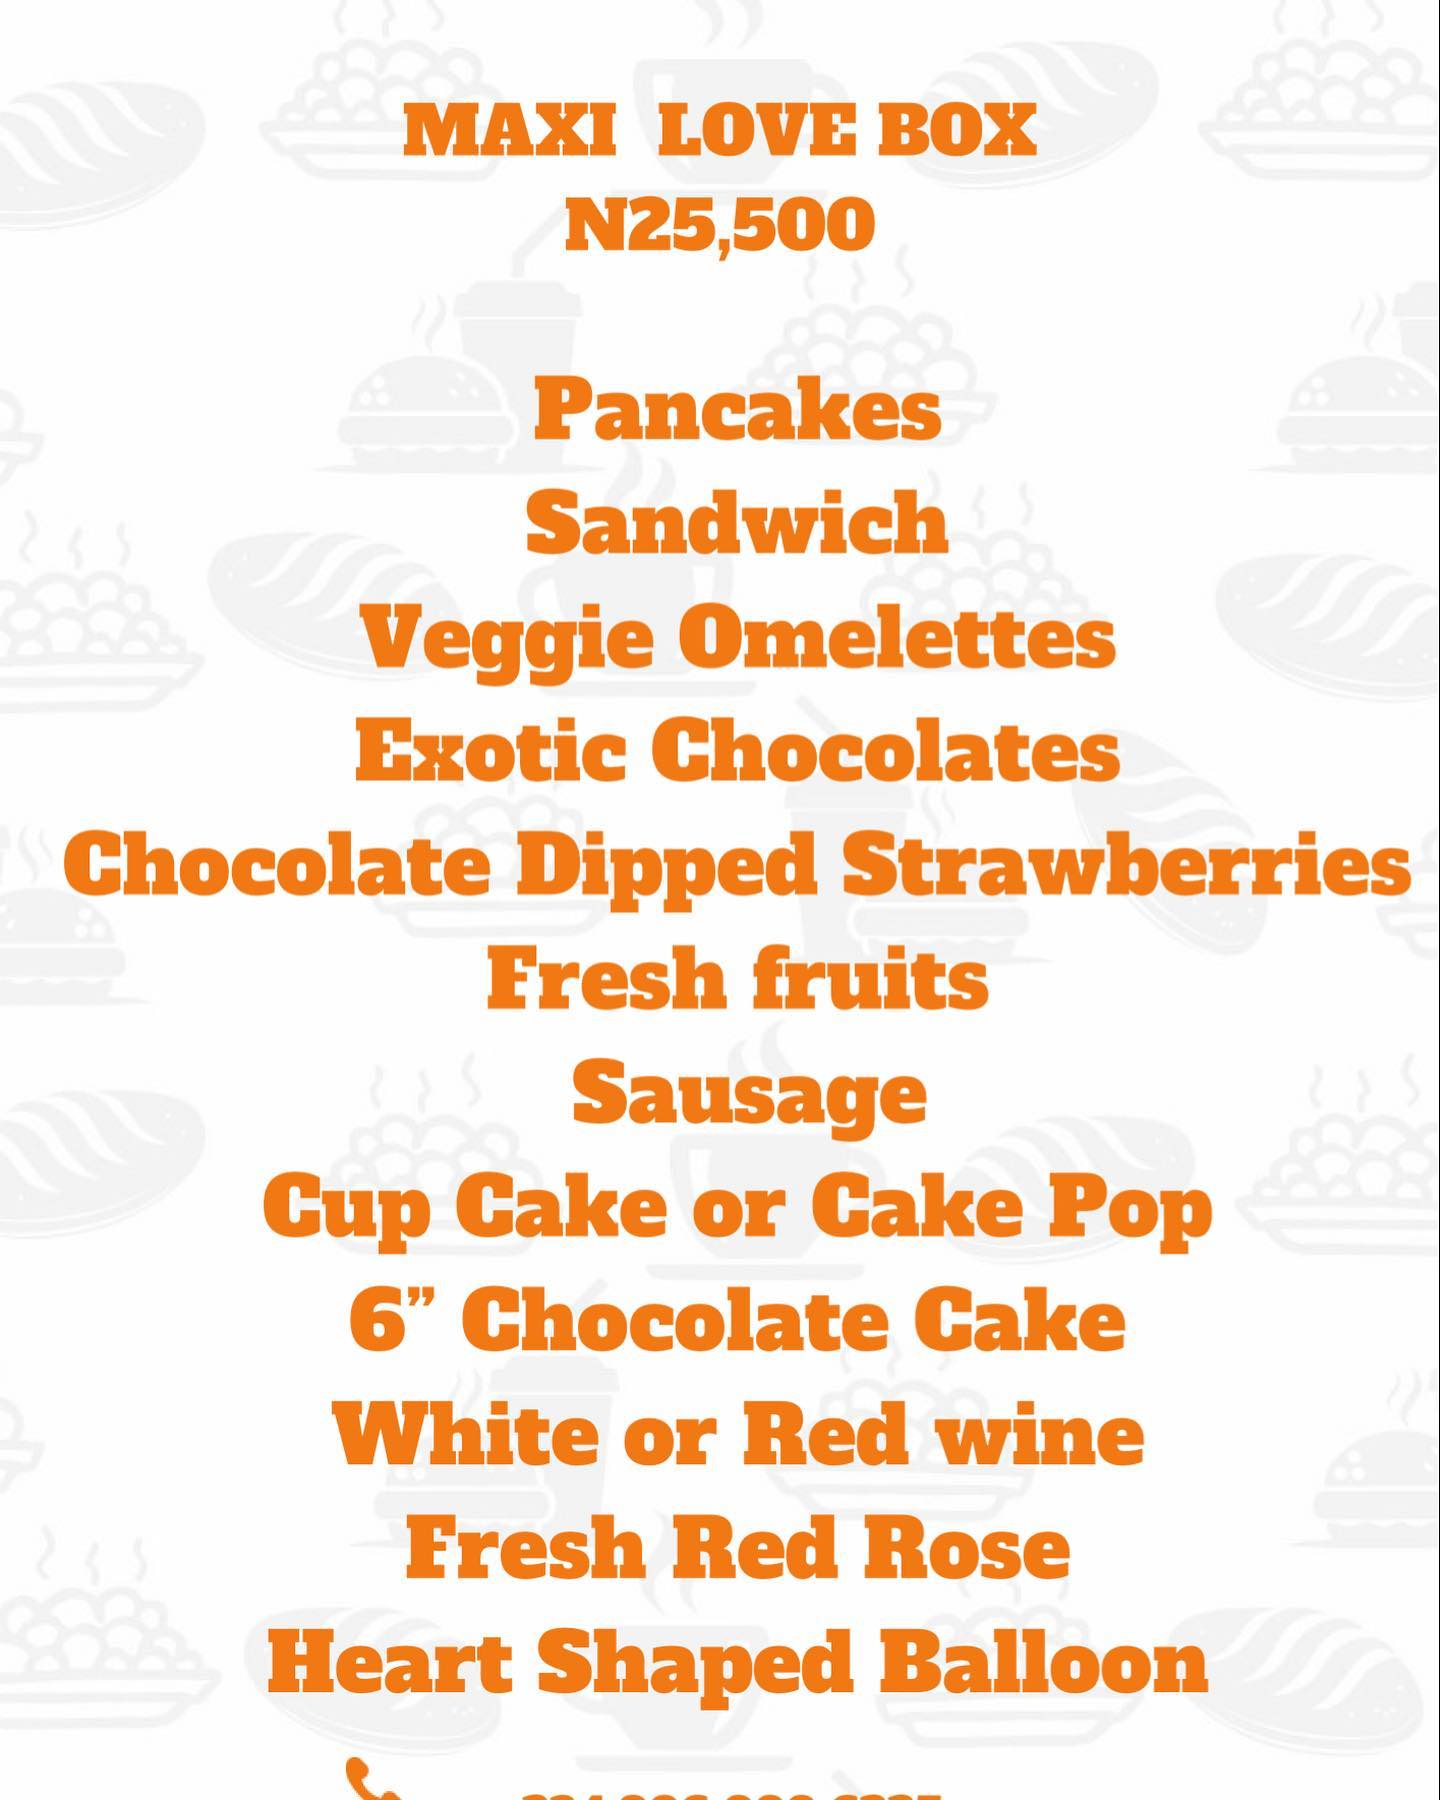 MAXI LOVE BOX
N25,500
Pancakes
Sandwich
Veggie Omelettes
Exotic Chocolates
Chocolate Dipped Strawberries
Fresh fruits
Sausage
Cup Cake or Cake Pop
6” Chocolate Cake
White or Red wine
Fresh Red Rose
Heart Shaped Balloon